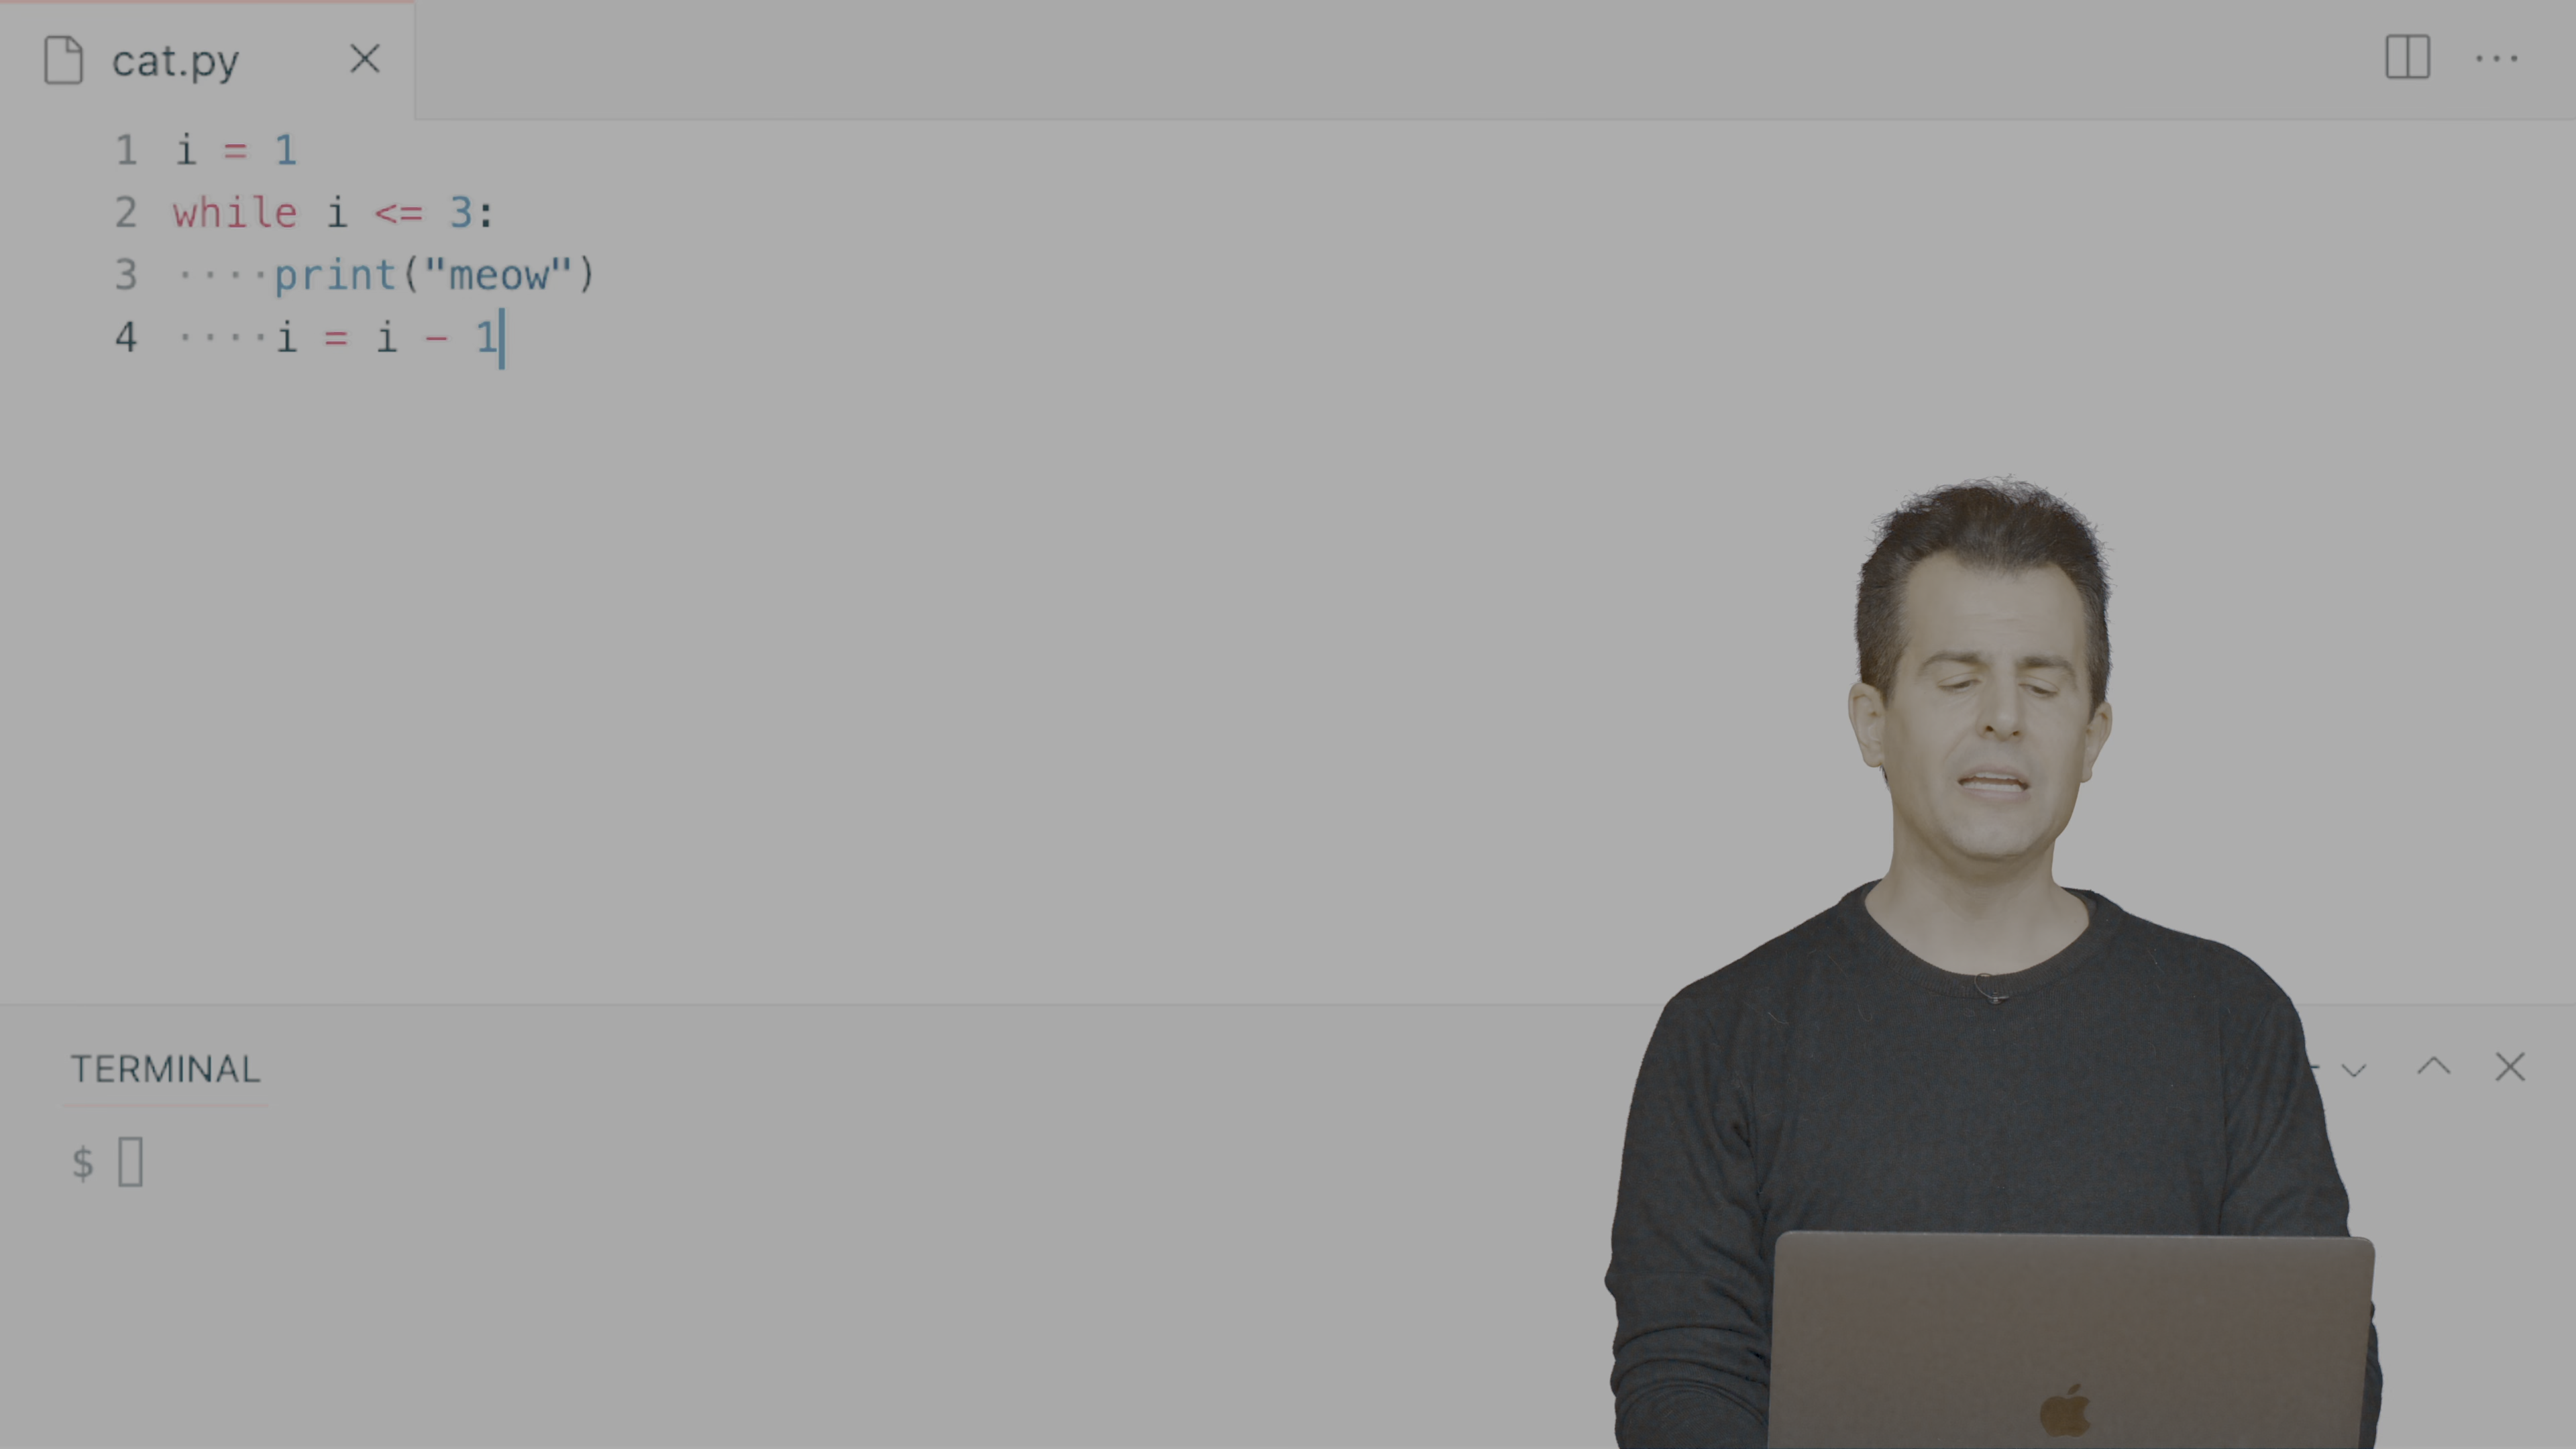 cat.py
1 i = 1
2 while i <= 3:
3 ····print("meow")
4 ····i = i - 1
TERMINAL
$